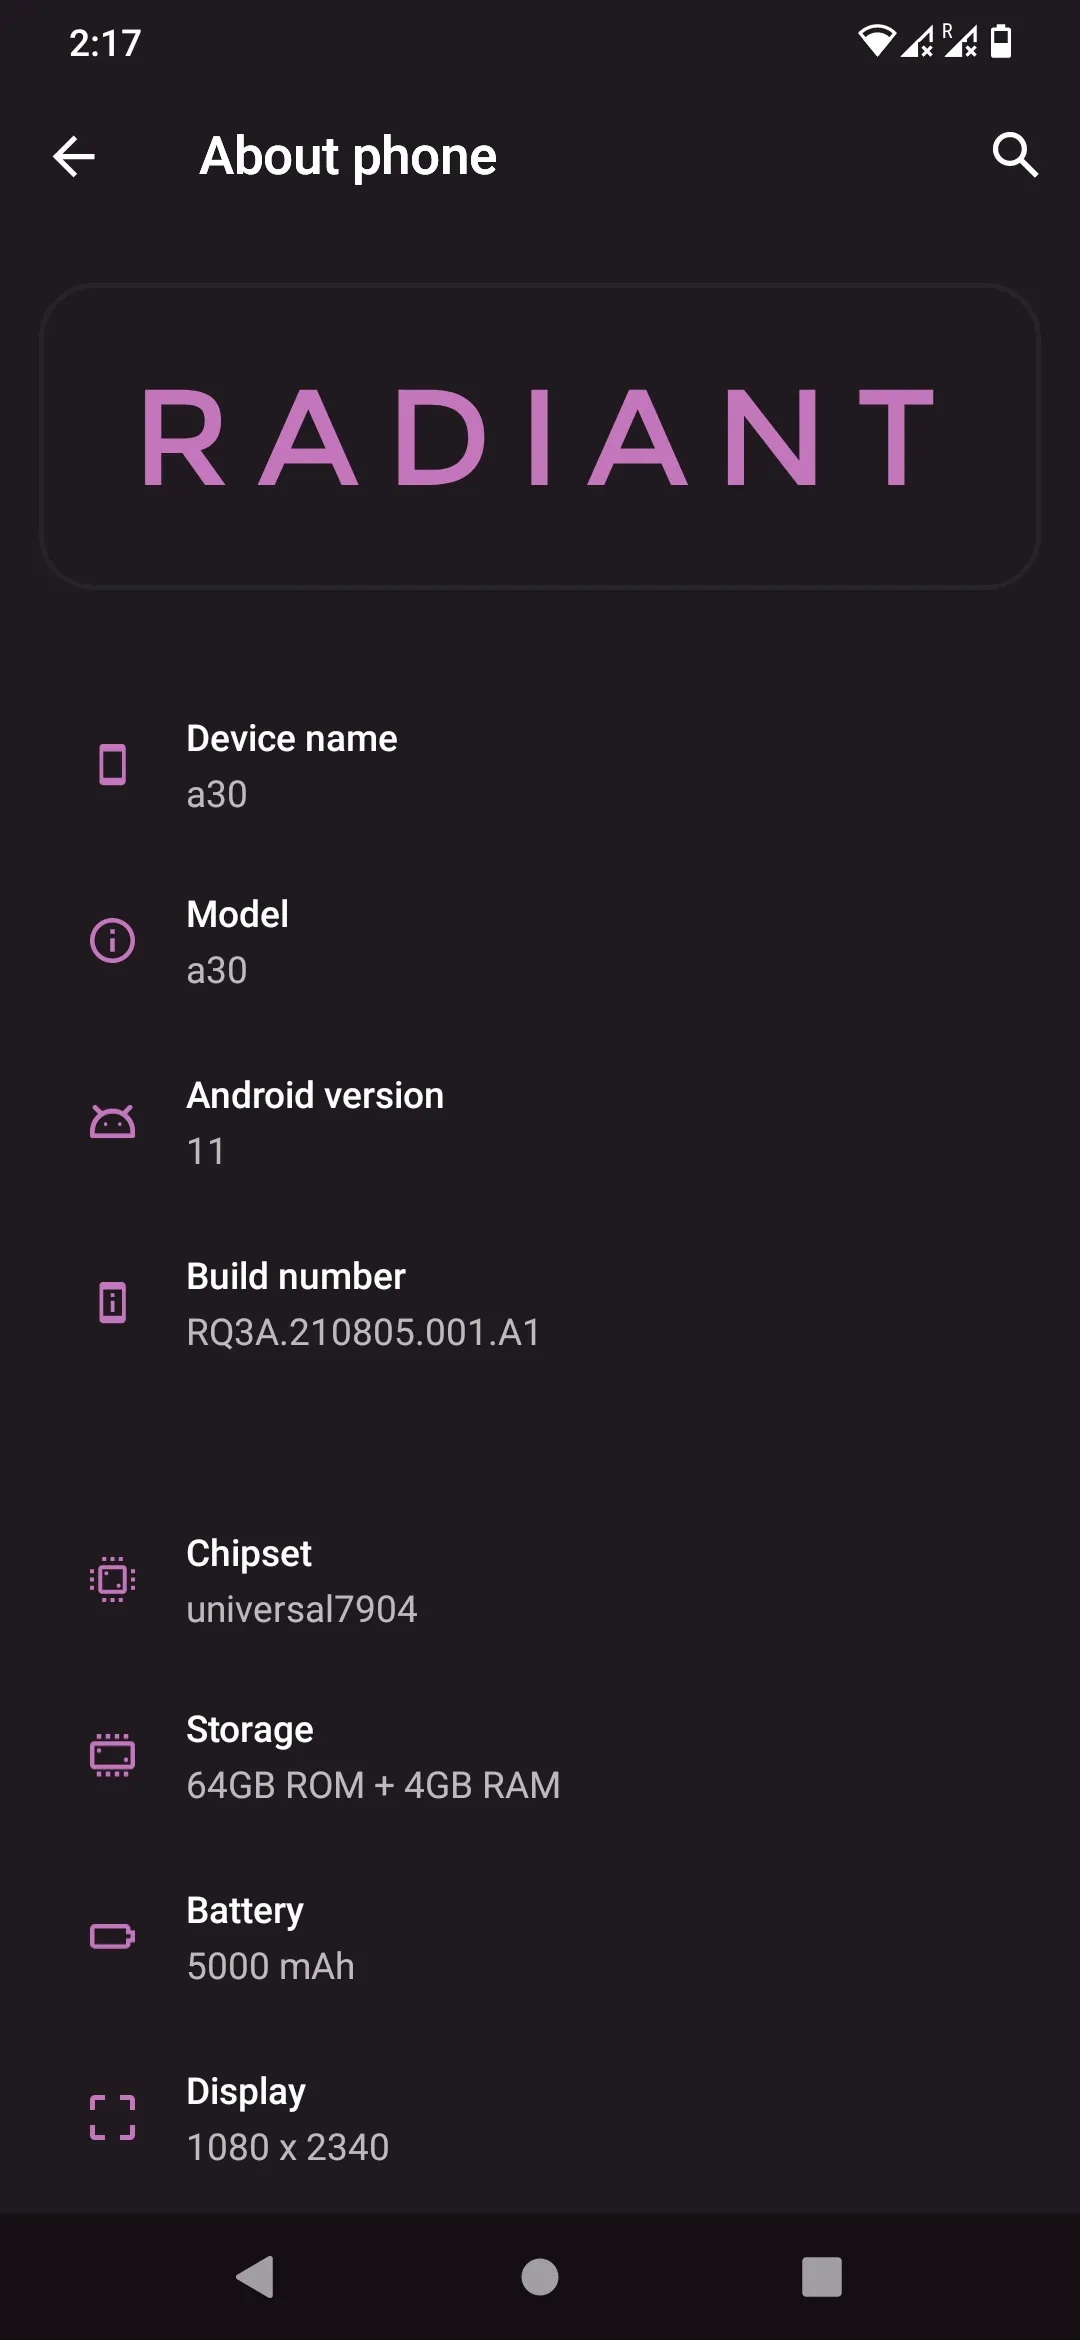 2:17
R
About phone
RADIANT
Device name
a30
Model
a30
Android version
11
Build number
RQ3A.210805.001.A1
Chipset
universal7904
Storage
64GB ROM + 4GB RAM
Battery
5000 mAh
Display
1080 x 2340